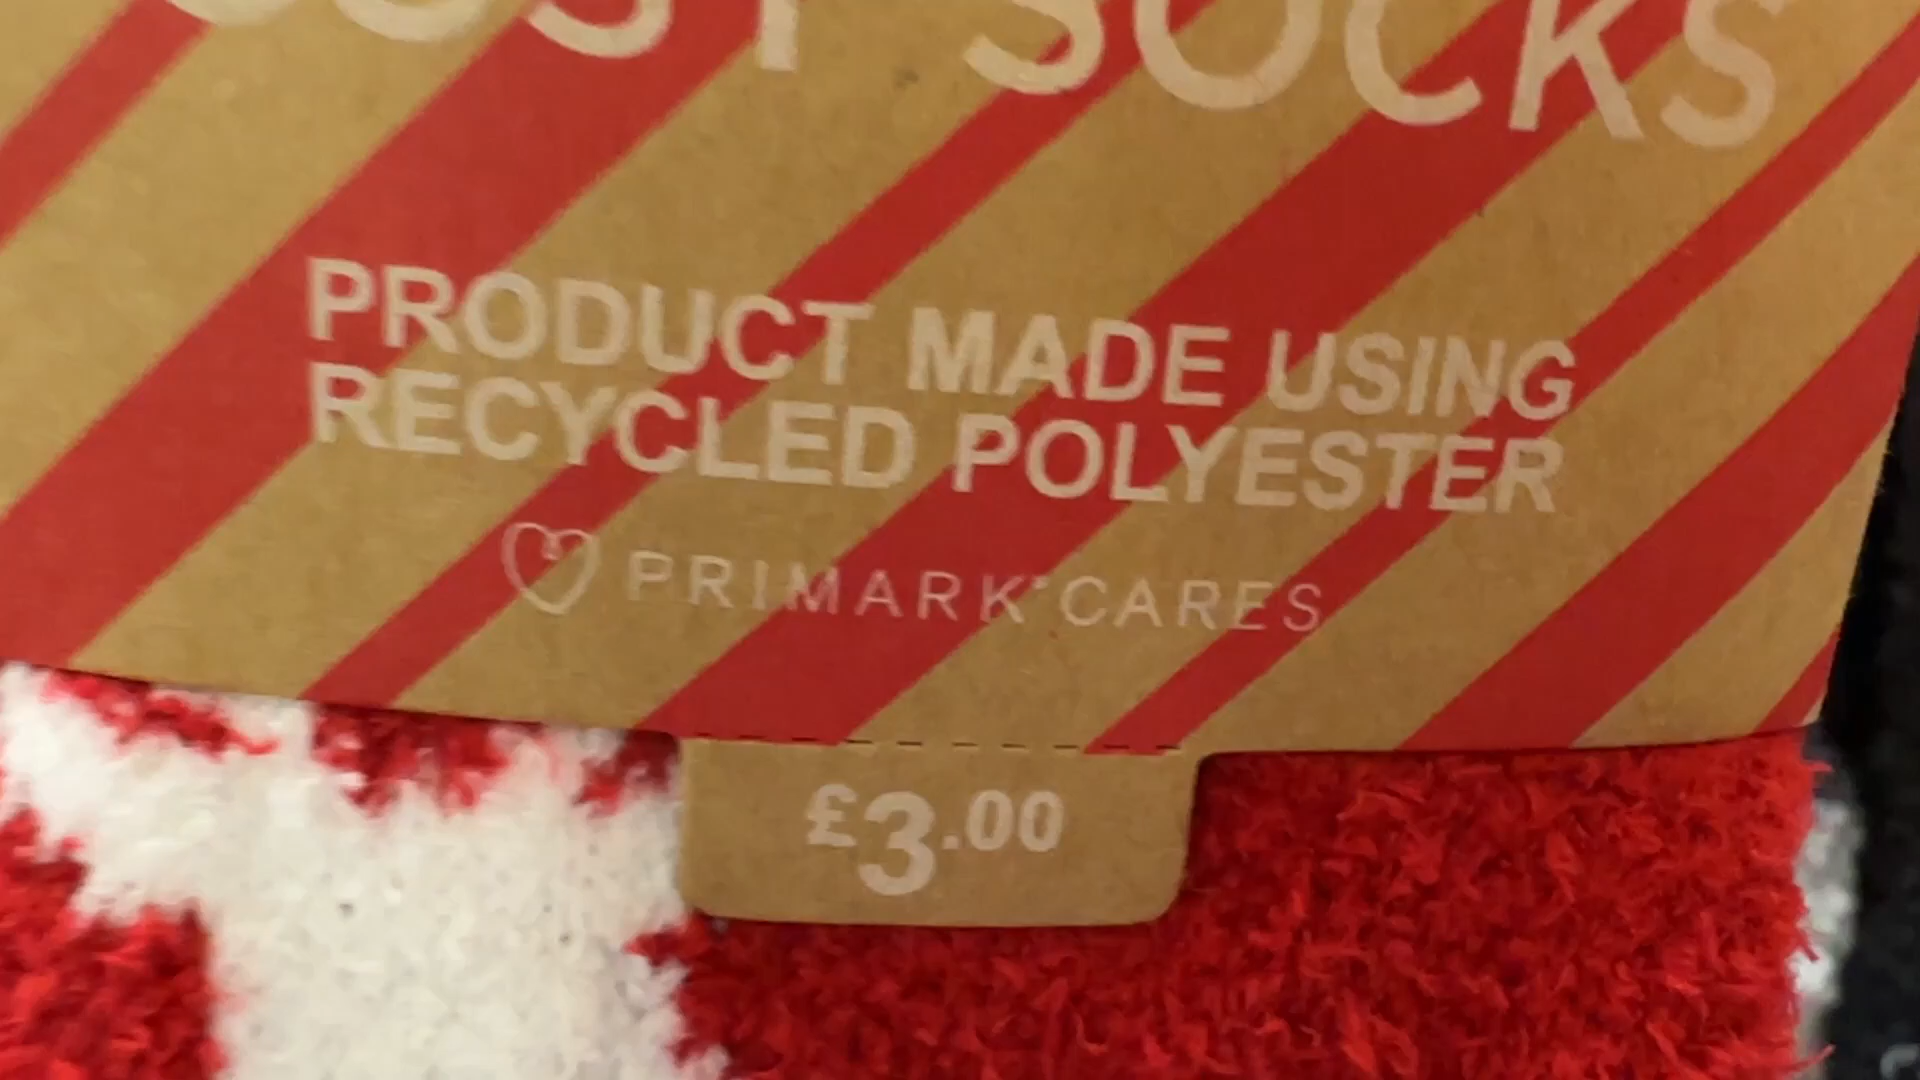 SOCKS
PRODUCT MADE USING
RECYCLED POLYESTER
PRIMARK® CARES
£3.00